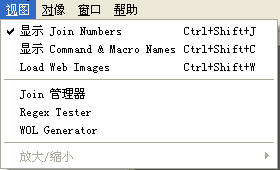 视图 对像 窗口 帮助
✓ 显示 Join Numbers Ctrl+Shift+J
显示 Command & Macro Names Ctrl+Shift+C
Load Web Images Ctrl+Shift+W
Join 管理器
Regex Tester
WOL Generator
放大/缩小